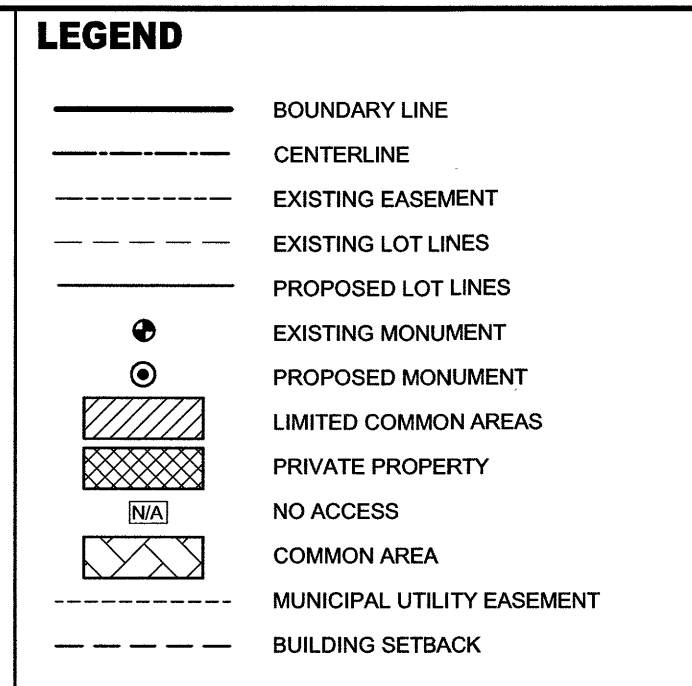 LEGEND
BOUNDARY LINE
CENTERLINE
EXISTING EASEMENT
EXISTING LOT LINES
PROPOSED LOT LINES
EXISTING MONUMENT
PROPOSED MONUMENT
LIMITED COMMON AREAS
PRIVATE PROPERTY
N/A NO ACCESS
COMMON AREA
MUNICIPAL UTILITY EASEMENT
BUILDING SETBACK